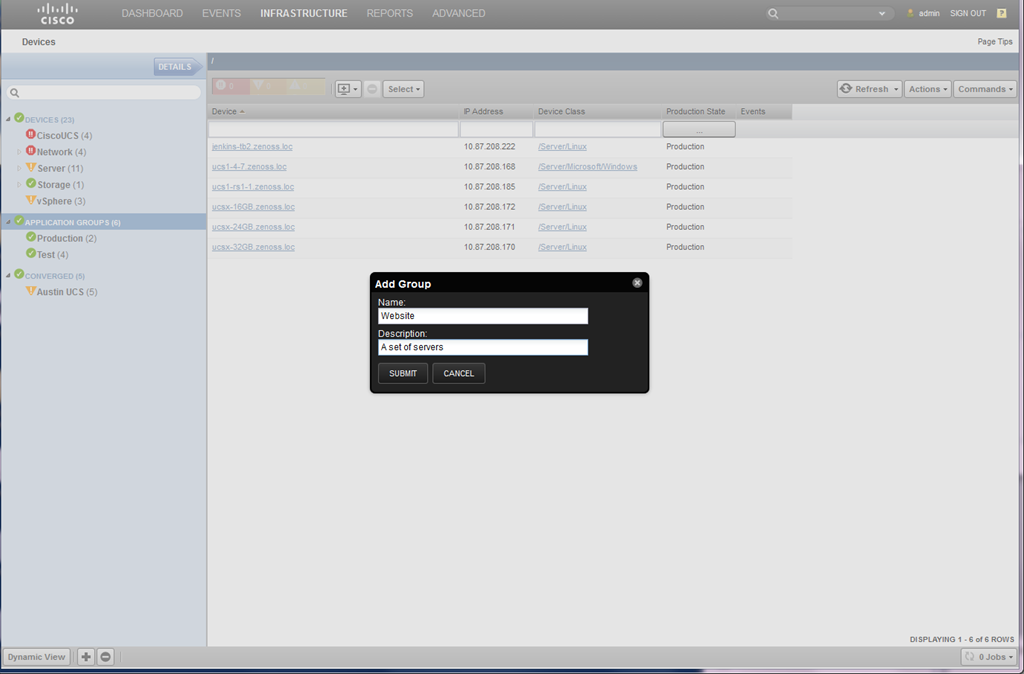 CISCO DASHBOARD EVENTS INFRASTRUCTURE REPORTS ADVANCED admin SIGN OUT ?
Devices Page Tips
DETAILS /
0 Select Refresh Actions Commands
Device IP Address Device Class Production State Events
...
DEVICES (23)
CiscoUCS (4)
Network (4)
Server (11)
Storage (1)
vSphere (3)
APPLICATION GROUPS (6)
Production (2)
Test (4)
CONVERGED (5)
Austin UCS (5)
jenkins-tb2.zenoss.loc 10.87.208.222 /Server/Linux Production
ucs1-4-7.zenoss.loc 10.87.208.168 /Server/Microsoft/Windows Production
ucs1-rs1-1.zenoss.loc 10.87.208.185 /Server/Linux Production
ucsx-16GB.zenoss.loc 10.87.208.172 /Server/Linux Production
ucsx-24GB.zenoss.loc 10.87.208.171 /Server/Linux Production
ucsx-32GB.zenoss.loc 10.87.208.170 /Server/Linux Production
Add Group
Name:
Website
Description:
A set of servers
SUBMIT CANCEL
DISPLAYING 1 - 6 of 6 ROWS
Dynamic View 0 Jobs